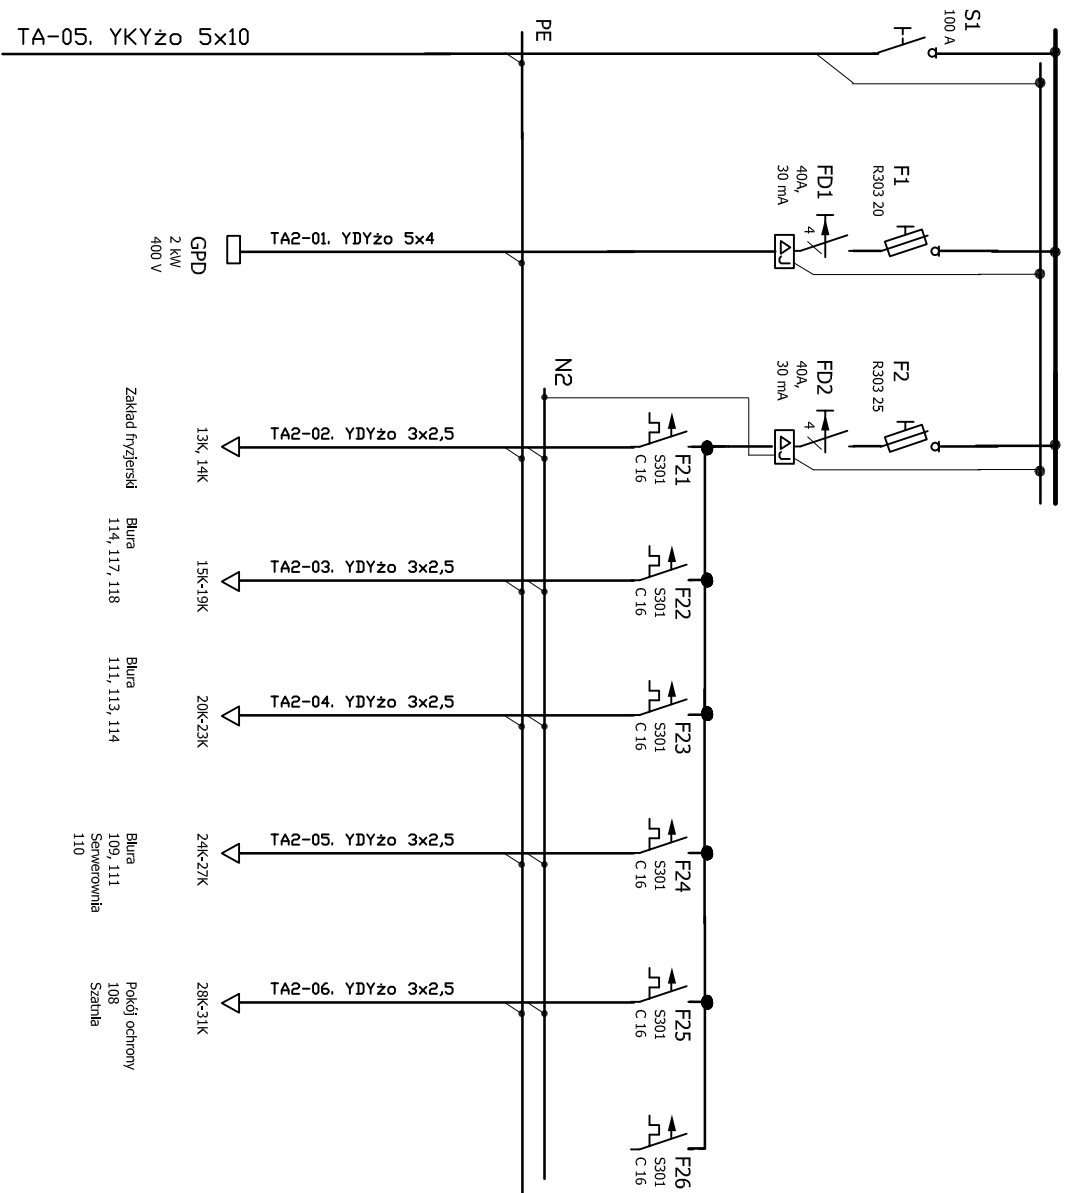 TA-05. YKYżo 5x10
PE
S1
100 A
F1
R303 20
FD1
40A,
30 mA
4
TA2-01. YDYżo 5x4
GPD
2 kW
400 V
F2
R303 25
FD2
40A,
30 mA
4
N2
F21
S301
C 16
TA2-02. YDYżo 3x2,5
13K, 14K
Zakład fryzjerski
F22
S301
C 16
TA2-03. YDYżo 3x2,5
15K-19K
Biura
114, 117, 118
F23
S301
C 16
TA2-04. YDYżo 3x2,5
20K-23K
Biura
111, 113, 114
F24
S301
C 16
TA2-05. YDYżo 3x2,5
24K-27K
Biura
109, 111
Serwerownia
110
F25
S301
C 16
TA2-06. YDYżo 3x2,5
28K-31K
Pokój ochrony
108
Szatnia
F26
S301
C 16